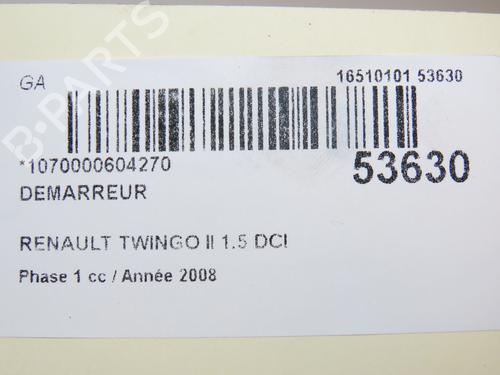 GA 16510101 53630
*1070000604270 53630
DEMARREUR
RENAULT TWINGO II 1.5 DCI
Phase 1 cc / Année 2008
B-PARTS